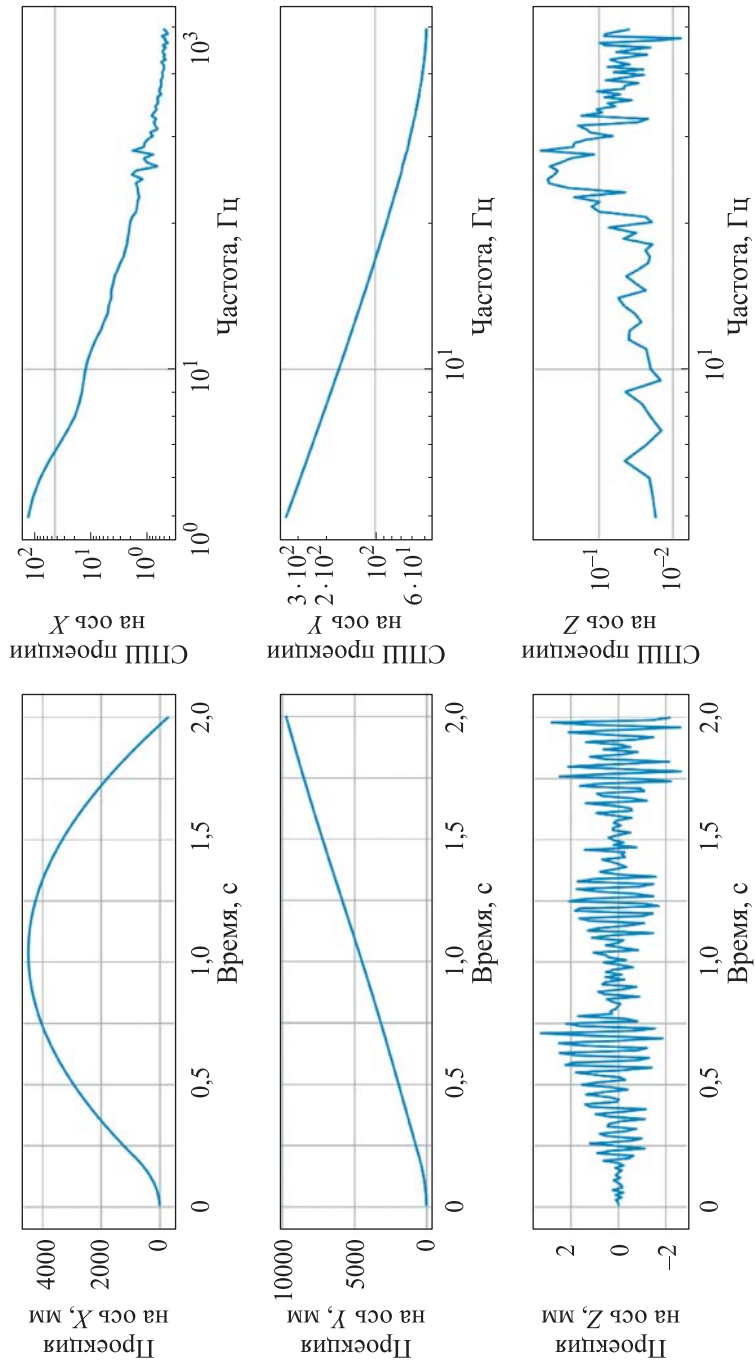 Проекция
на ось X, мм
4000
2000
0
0
0,5
1,0
1,5
2,0
Время, с
СПШ проекции
на ось X
10²
10¹
10⁰
10⁰
10¹
10³
Частота, Гц
Проекция
на ось Y, мм
10000
5000
0
0
0,5
1,0
1,5
2,0
Время, с
СПШ проекции
на ось Y
3·10²
2·10²
10²
6·10¹
10¹
Частота, Гц
Проекция
на ось Z, мм
2
0
−2
0
0,5
1,0
1,5
2,0
Время, с
СПШ проекции
на ось Z
10⁻¹
10⁻²
10¹
Частота, Гц